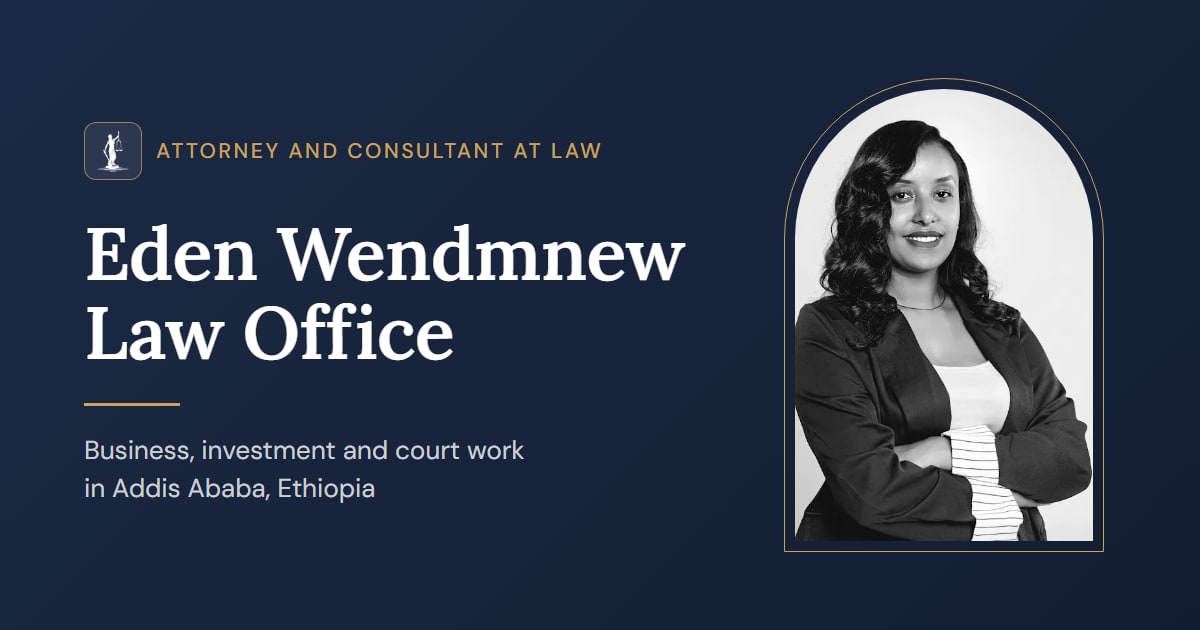 ATTORNEY AND CONSULTANT AT LAW
Eden Wendmnew
Law Office
Business, investment and court work
in Addis Ababa, Ethiopia